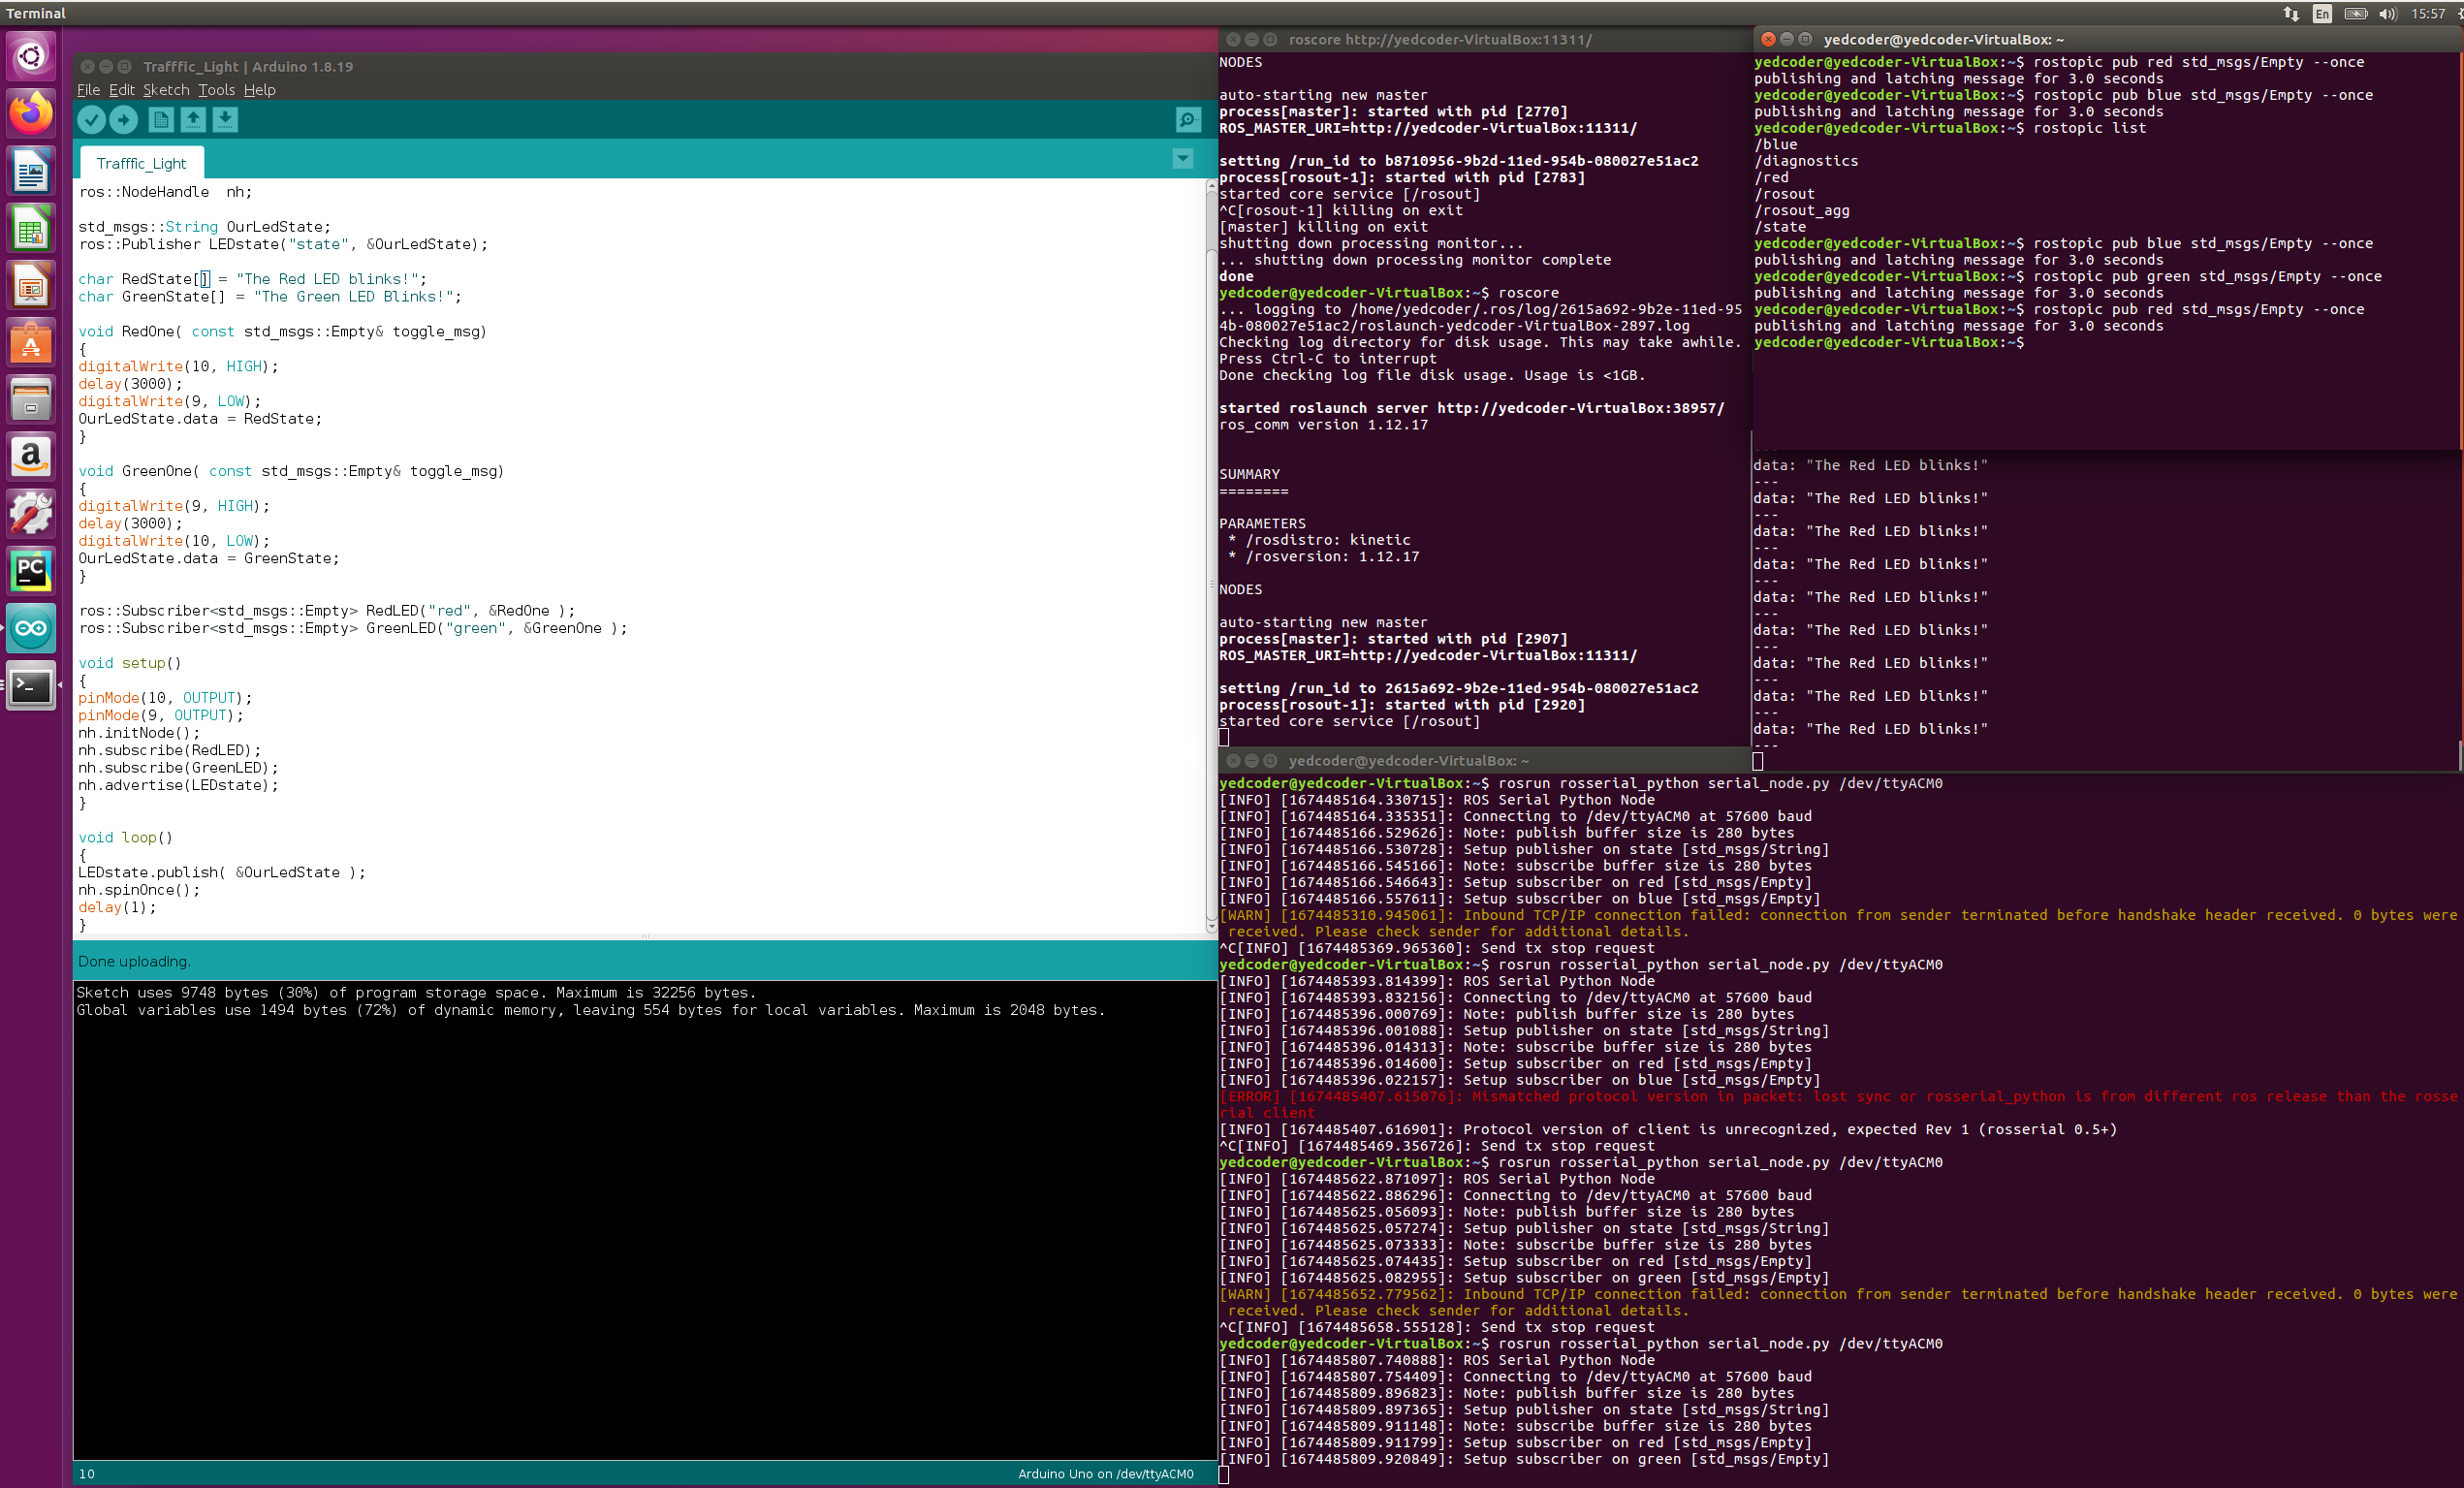 Terminal
En
15:57
Trafffic_Light | Arduino 1.8.19
File Edit Sketch Tools Help
Trafffic_Light
ros::NodeHandle  nh;
std_msgs::String OurLedState;
ros::Publisher LEDstate("state", &OurLedState);
char RedState[] = "The Red LED blinks!";
char GreenState[] = "The Green LED Blinks!";
void RedOne( const std_msgs::Empty& toggle_msg)
{
digitalWrite(10, HIGH);
delay(3000);
digitalWrite(9, LOW);
OurLedState.data = RedState;
}
void GreenOne( const std_msgs::Empty& toggle_msg)
{
digitalWrite(9, HIGH);
delay(3000);
digitalWrite(10, LOW);
OurLedState.data = GreenState;
}
ros::Subscriber<std_msgs::Empty> RedLED("red", &RedOne );
ros::Subscriber<std_msgs::Empty> GreenLED("green", &GreenOne );
void setup()
{
pinMode(10, OUTPUT);
pinMode(9, OUTPUT);
nh.initNode();
nh.subscribe(RedLED);
nh.subscribe(GreenLED);
nh.advertise(LEDstate);
}
void loop()
{
LEDstate.publish( &OurLedState );
nh.spinOnce();
delay(1);
}
Done uploading.
Sketch uses 9748 bytes (30%) of program storage space. Maximum is 32256 bytes.
Global variables use 1494 bytes (72%) of dynamic memory, leaving 554 bytes for local variables. Maximum is 2048 bytes.
10
Arduino Uno on /dev/ttyACM0
PC
roscore http://yedcoder-VirtualBox:11311/
NODES
auto-starting new master
process[master]: started with pid [2770]
ROS_MASTER_URI=http://yedcoder-VirtualBox:11311/
setting /run_id to b8710956-9b2d-11ed-954b-080027e51ac2
process[rosout-1]: started with pid [2783]
started core service [/rosout]
^C[rosout-1] killing on exit
[master] killing on exit
shutting down processing monitor...
... shutting down processing monitor complete
done
yedcoder@yedcoder-VirtualBox:~$ roscore
... logging to /home/yedcoder/.ros/log/2615a692-9b2e-11ed-95
4b-080027e51ac2/roslaunch-yedcoder-VirtualBox-2897.log
Checking log directory for disk usage. This may take awhile.
Press Ctrl-C to interrupt
Done checking log file disk usage. Usage is <1GB.
started roslaunch server http://yedcoder-VirtualBox:38957/
ros_comm version 1.12.17
SUMMARY
========
PARAMETERS
 * /rosdistro: kinetic
 * /rosversion: 1.12.17
NODES
auto-starting new master
process[master]: started with pid [2907]
ROS_MASTER_URI=http://yedcoder-VirtualBox:11311/
setting /run_id to 2615a692-9b2e-11ed-954b-080027e51ac2
process[rosout-1]: started with pid [2920]
started core service [/rosout]
yedcoder@yedcoder-VirtualBox: ~
yedcoder@yedcoder-VirtualBox:~$ rostopic pub red std_msgs/Empty --once
publishing and latching message for 3.0 seconds
yedcoder@yedcoder-VirtualBox:~$ rostopic pub blue std_msgs/Empty --once
publishing and latching message for 3.0 seconds
yedcoder@yedcoder-VirtualBox:~$ rostopic list
/blue
/diagnostics
/red
/rosout
/rosout_agg
/state
yedcoder@yedcoder-VirtualBox:~$ rostopic pub blue std_msgs/Empty --once
publishing and latching message for 3.0 seconds
yedcoder@yedcoder-VirtualBox:~$ rostopic pub green std_msgs/Empty --once
publishing and latching message for 3.0 seconds
yedcoder@yedcoder-VirtualBox:~$ rostopic pub red std_msgs/Empty --once
publishing and latching message for 3.0 seconds
yedcoder@yedcoder-VirtualBox:~$
---
data: "The Red LED blinks!"
---
data: "The Red LED blinks!"
---
data: "The Red LED blinks!"
---
data: "The Red LED blinks!"
---
data: "The Red LED blinks!"
---
data: "The Red LED blinks!"
---
data: "The Red LED blinks!"
---
data: "The Red LED blinks!"
---
data: "The Red LED blinks!"
---
yedcoder@yedcoder-VirtualBox: ~
yedcoder@yedcoder-VirtualBox:~$ rosrun rosserial_python serial_node.py /dev/ttyACM0
[INFO] [1674485164.330715]: ROS Serial Python Node
[INFO] [1674485164.335351]: Connecting to /dev/ttyACM0 at 57600 baud
[INFO] [1674485166.529626]: Note: publish buffer size is 280 bytes
[INFO] [1674485166.530728]: Setup publisher on state [std_msgs/String]
[INFO] [1674485166.545166]: Note: subscribe buffer size is 280 bytes
[INFO] [1674485166.546643]: Setup subscriber on red [std_msgs/Empty]
[INFO] [1674485166.557611]: Setup subscriber on blue [std_msgs/Empty]
[WARN] [1674485310.945061]: Inbound TCP/IP connection failed: connection from sender terminated before handshake header received. 0 bytes were
 received. Please check sender for additional details.
^C[INFO] [1674485369.965360]: Send tx stop request
yedcoder@yedcoder-VirtualBox:~$ rosrun rosserial_python serial_node.py /dev/ttyACM0
[INFO] [1674485393.814399]: ROS Serial Python Node
[INFO] [1674485393.832156]: Connecting to /dev/ttyACM0 at 57600 baud
[INFO] [1674485396.000769]: Note: publish buffer size is 280 bytes
[INFO] [1674485396.001088]: Setup publisher on state [std_msgs/String]
[INFO] [1674485396.014313]: Note: subscribe buffer size is 280 bytes
[INFO] [1674485396.014600]: Setup subscriber on red [std_msgs/Empty]
[INFO] [1674485396.022157]: Setup subscriber on blue [std_msgs/Empty]
[ERROR] [1674485407.615076]: Mismatched protocol version in packet: lost sync or rosserial_python is from different ros release than the rosse
rial client
[INFO] [1674485407.616901]: Protocol version of client is unrecognized, expected Rev 1 (rosserial 0.5+)
^C[INFO] [1674485469.356726]: Send tx stop request
yedcoder@yedcoder-VirtualBox:~$ rosrun rosserial_python serial_node.py /dev/ttyACM0
[INFO] [1674485622.871097]: ROS Serial Python Node
[INFO] [1674485622.886296]: Connecting to /dev/ttyACM0 at 57600 baud
[INFO] [1674485625.056093]: Note: publish buffer size is 280 bytes
[INFO] [1674485625.057274]: Setup publisher on state [std_msgs/String]
[INFO] [1674485625.073333]: Note: subscribe buffer size is 280 bytes
[INFO] [1674485625.074435]: Setup subscriber on red [std_msgs/Empty]
[INFO] [1674485625.082955]: Setup subscriber on green [std_msgs/Empty]
[WARN] [1674485652.779562]: Inbound TCP/IP connection failed: connection from sender terminated before handshake header received. 0 bytes were
 received. Please check sender for additional details.
^C[INFO] [1674485658.555128]: Send tx stop request
yedcoder@yedcoder-VirtualBox:~$ rosrun rosserial_python serial_node.py /dev/ttyACM0
[INFO] [1674485807.740888]: ROS Serial Python Node
[INFO] [1674485807.754409]: Connecting to /dev/ttyACM0 at 57600 baud
[INFO] [1674485809.896823]: Note: publish buffer size is 280 bytes
[INFO] [1674485809.897365]: Setup publisher on state [std_msgs/String]
[INFO] [1674485809.911148]: Note: subscribe buffer size is 280 bytes
[INFO] [1674485809.911799]: Setup subscriber on red [std_msgs/Empty]
[INFO] [1674485809.920849]: Setup subscriber on green [std_msgs/Empty]